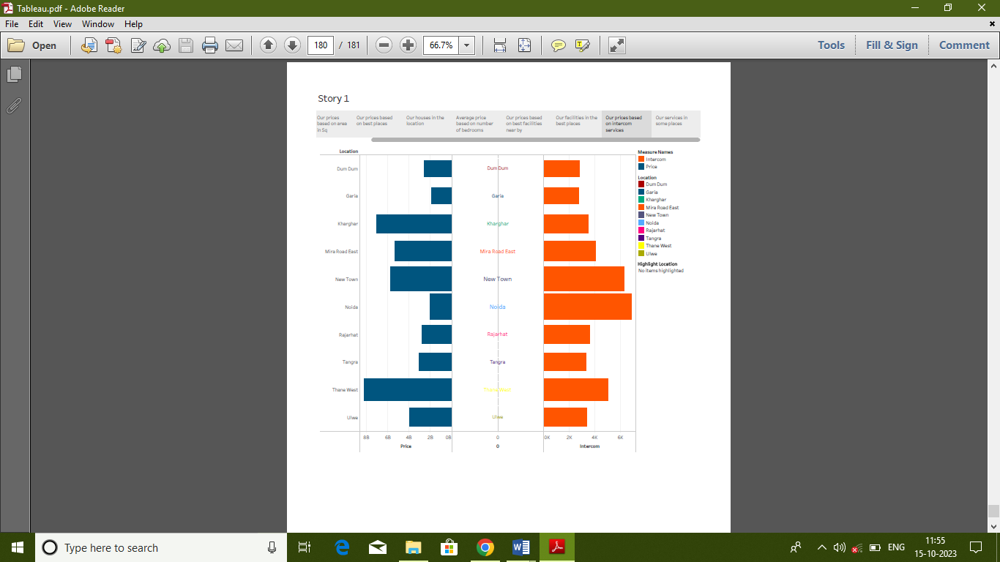 Tableau.pdf - Adobe Reader
File Edit View Window Help
Open 180 / 181 66.7% Tools Fill & Sign Comment
Story 1
Our prices based on area in Sq
Our prices based on best places
Our houses in the location
Average price based on number of bedrooms
Our prices based on best facilities near by
Our facilities in the best places
Our prices based on intercom services
Our services in some places
Location
Dum Dum Dum Dum
Garia Garia
Kharghar Kharghar
Mira Road East Mira Road East
New Town New Town
Noida Noida
Rajarhat Rajarhat
Tangra Tangra
Thane West Thane West
Ulwe Ulwe
8B 6B 4B 2B 0B 0 0K 2K 4K 6K
Price 0 Intercom
Measure Names
Intercom
Price
Location
Dum Dum
Garia
Kharghar
Mira Road East
New Town
Noida
Rajarhat
Tangra
Thane West
Ulwe
Highlight Location
No items highlighted
Type here to search
ENG
11:55
15-10-2023